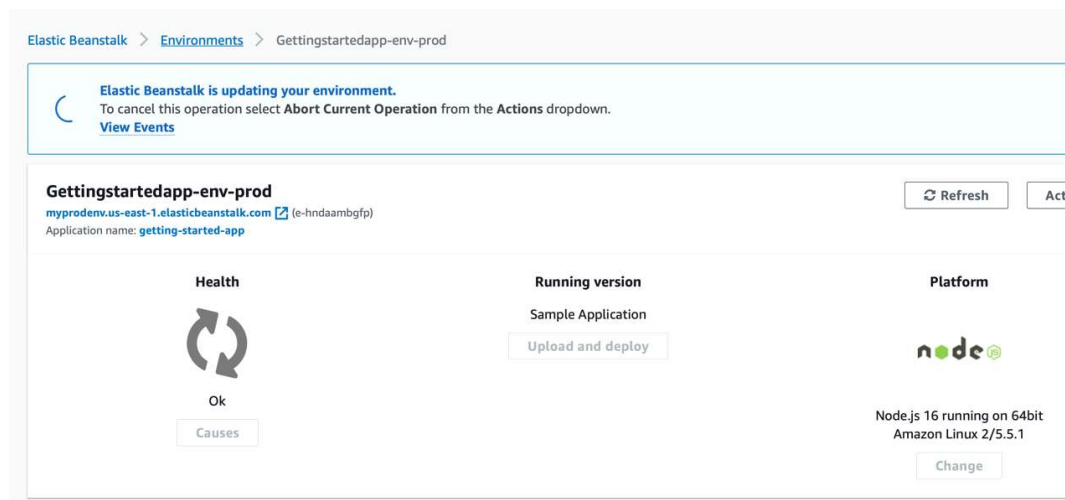 Elastic Beanstalk > Environments > Gettingstartedapp-env-prod
Elastic Beanstalk is updating your environment.
To cancel this operation select Abort Current Operation from the Actions dropdown.
View Events
Gettingstartedapp-env-prod
Refresh
Act
myprodenv.us-east-1.elasticbeanstalk.com (e-hndaambgfp)
Application name: getting-started-app
Health
Running version
Platform
Sample Application
Upload and deploy
node JS
Ok
Causes
Node.js 16 running on 64bit
Amazon Linux 2/5.5.1
Change